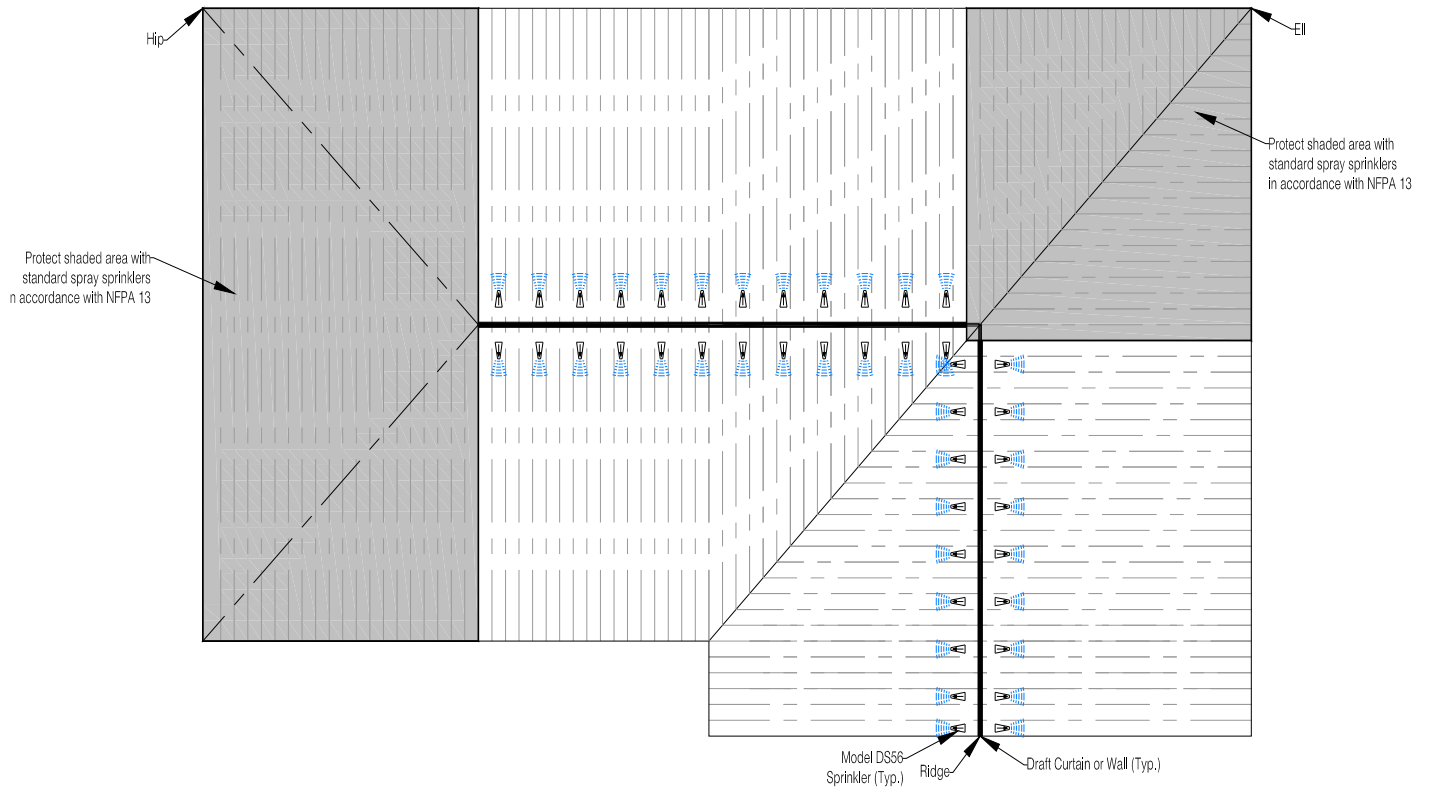 Hip
Ell
Protect shaded area with
standard spray sprinklers
in accordance with NFPA 13
Protect shaded area with
standard spray sprinklers
n accordance with NFPA 13
Model DS56
Sprinkler (Typ.)
Ridge
Draft Curtain or Wall (Typ.)